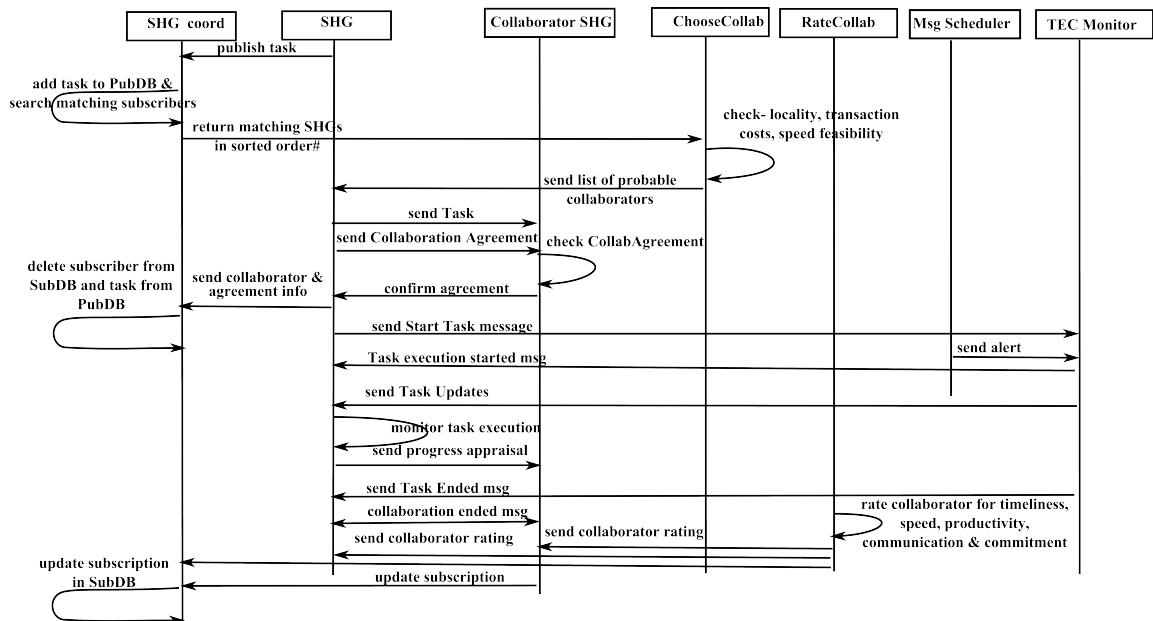 SHG coord
SHG
Collaborator SHG
ChooseCollab
RateCollab
Msg Scheduler
TEC Monitor
publish task
add task to PubDB &
search matching subscribers
return matching SHGs
in sorted order#
check- locality, transaction
costs, speed feasibility
send list of probable
collaborators
send Task
send Collaboration Agreement
check CollabAgreement
delete subscriber from
SubDB and task from
PubDB
send collaborator &
agreement info
confirm agreement
send Start Task message
send alert
Task execution started msg
send Task Updates
monitor task execution
send progress appraisal
send Task Ended msg
collaboration ended msg
rate collaborator for timeliness,
speed, productivity,
communication & commitment
send collaborator rating
send collaborator rating
update subscription
in SubDB
update subscription